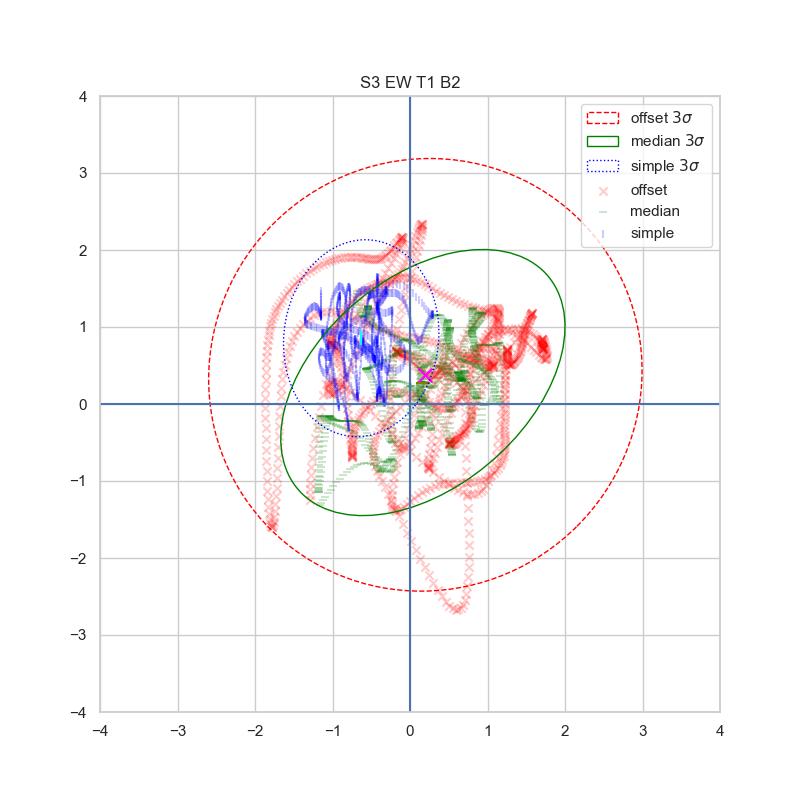 S3 EW T1 B2
offset 3σ
median 3σ
simple 3σ
offset
median
simple
4
3
2
1
0
−1
−2
−3
−4
−4 −3 −2 −1 0 1 2 3 4